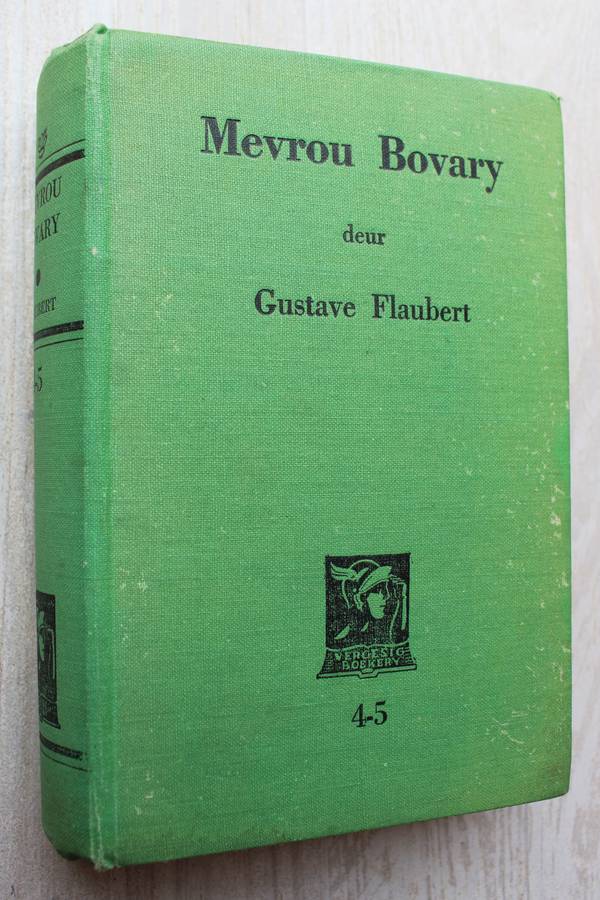 Mevrou Bovary
deur
Gustave Flaubert
VERGESIG
BOEKERY
4-5